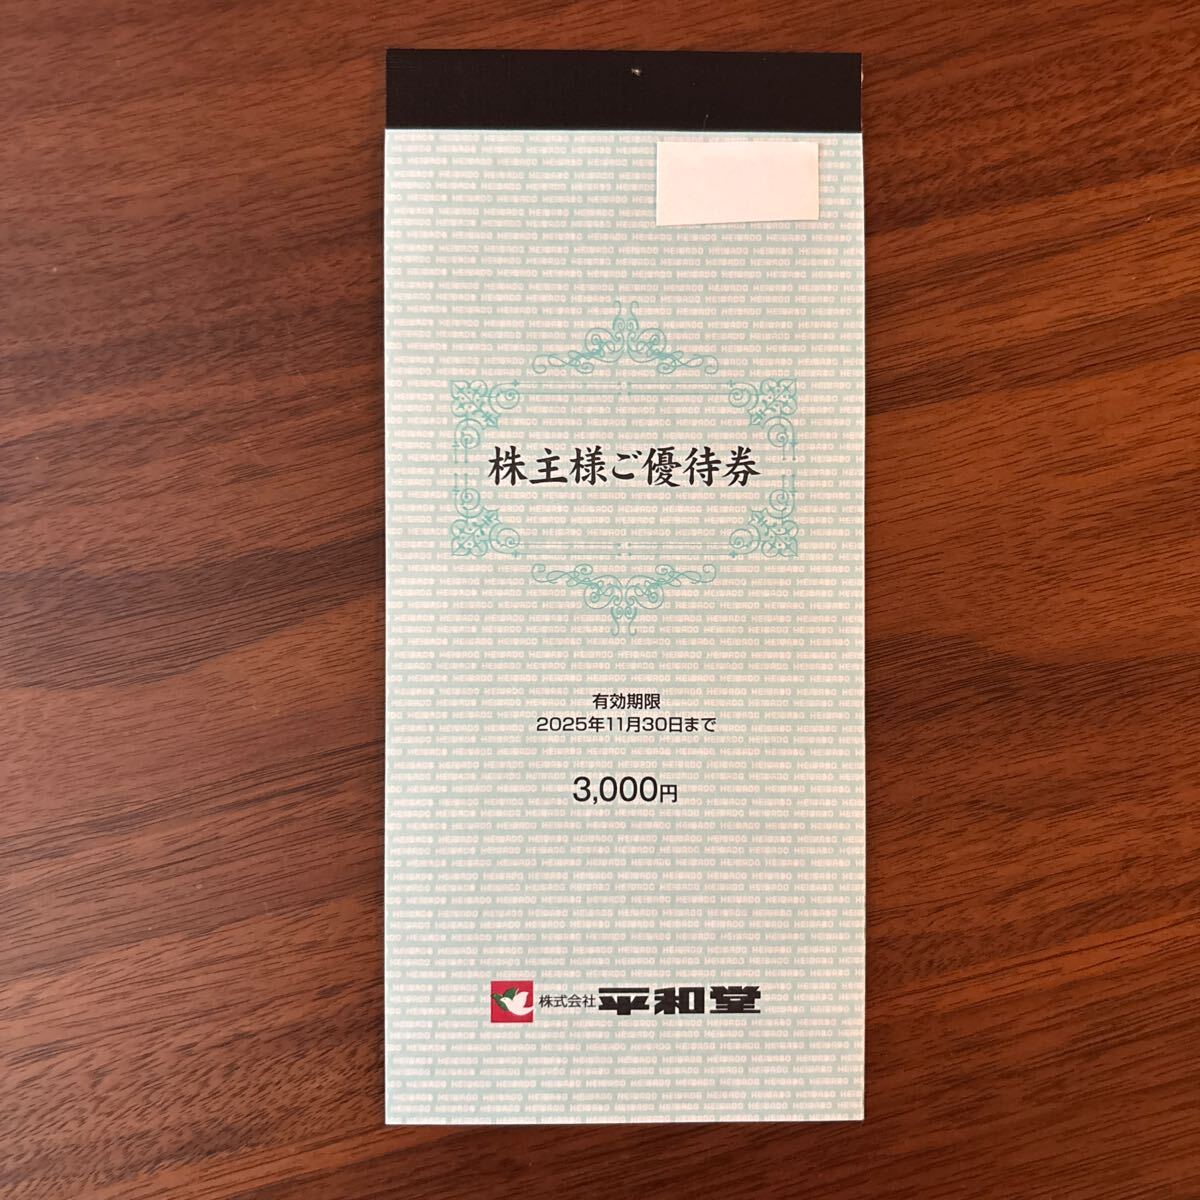 株主様ご優待券
有効期限
2025年11月30日まで
3,000円
株式会社 平和堂